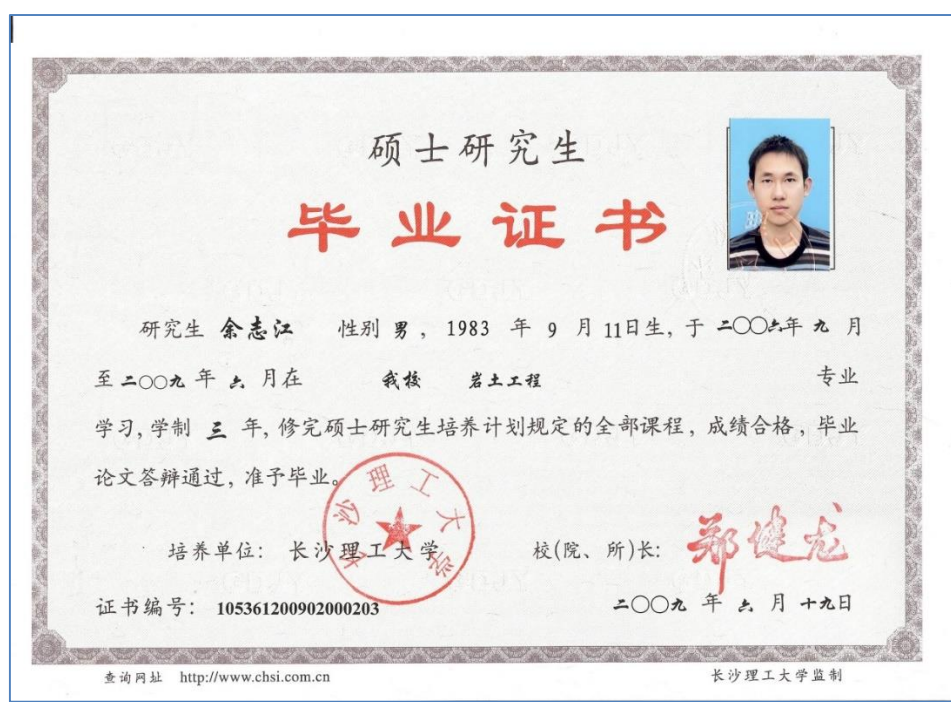 硕士研究生
毕业证书
研究生 余志江 性别 男，1983 年 9 月 11日生，于 二〇〇六年 九 月
至 二〇〇九 年 六 月在 我校 岩土工程 专业
学习，学制 三 年，修完硕士研究生培养计划规定的全部课程，成绩合格，毕业
论文答辩通过，准予毕业。
长沙理工大学
培养单位：长沙理工大学 校(院、所)长：郑健龙
证书编号：105361200902000203 二〇〇九 年 六 月 十九日
查询网址 http://www.chsi.com.cn 长沙理工大学监制